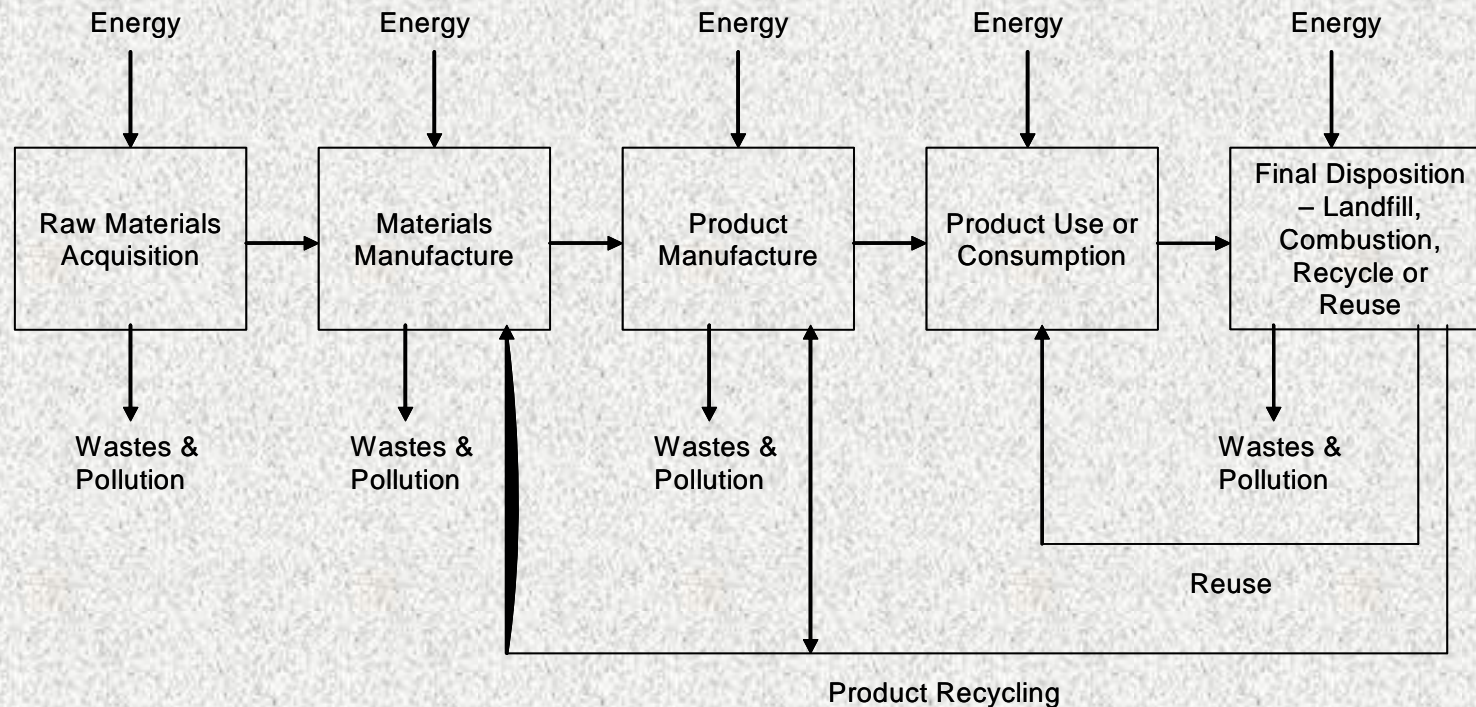 Energy
Energy
Energy
Energy
Energy
Raw Materials
Acquisition
Materials
Manufacture
Product
Manufacture
Product Use or
Consumption
Final Disposition
– Landfill,
Combustion,
Recycle or
Reuse
Wastes &
Pollution
Wastes &
Pollution
Wastes &
Pollution
Wastes &
Pollution
Reuse
Product Recycling